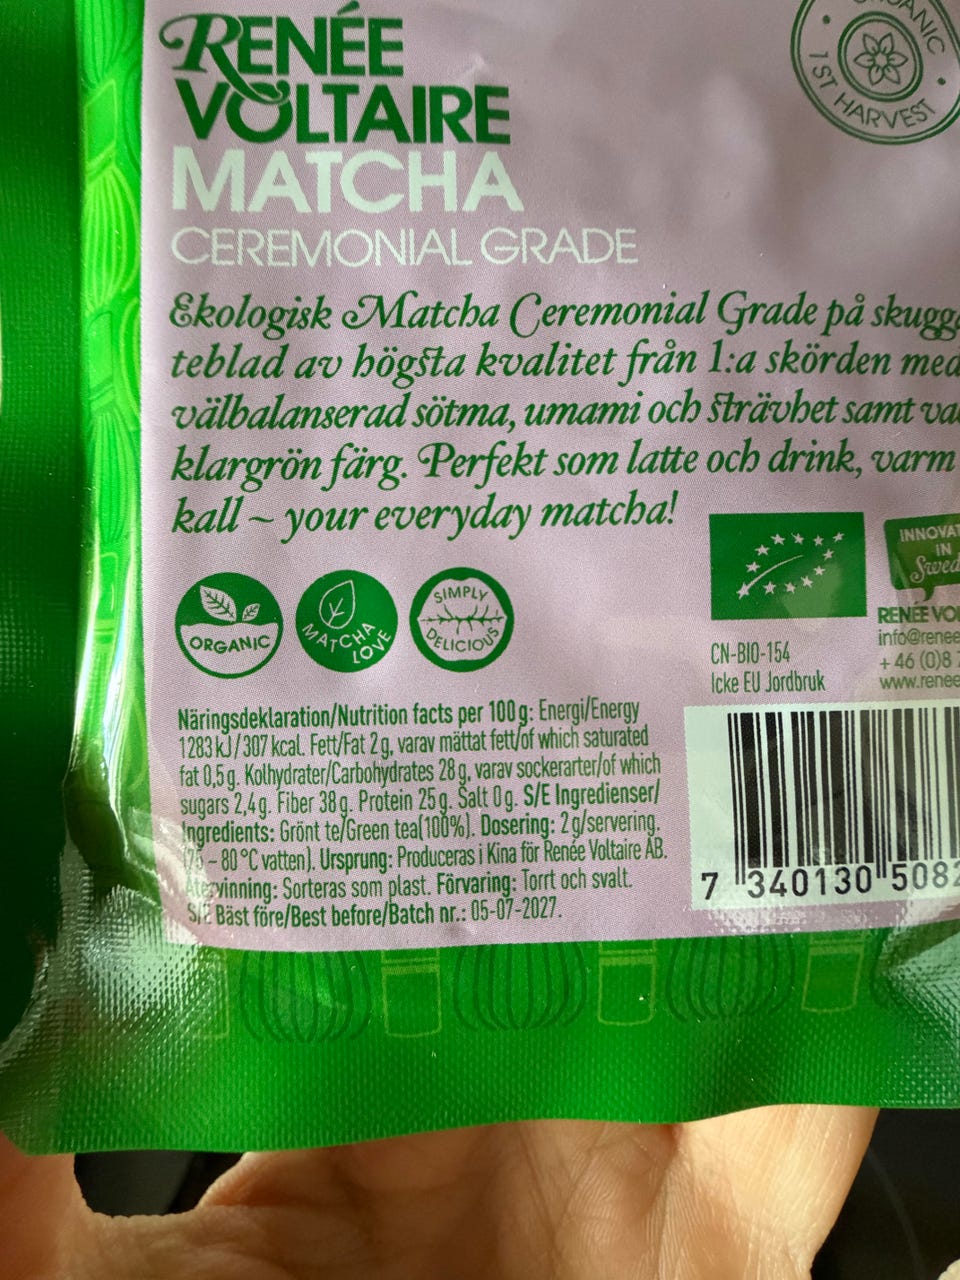 RENÉE
VOLTAIRE
MATCHA
CEREMONIAL GRADE
ORGANIC
1ST HARVEST
Ekologisk Matcha Ceremonial Grade på
teblad av högsta kvalitet från 1:a skörden med
välbalanserad sötma, umami och strävhet samt
klargrön färg. Perfekt som latte och drink, varm
kall ~ your everyday matcha!
ORGANIC
MATCHA LOVE
SIMPLY DELICIOUS
CN-BIO-154
Icke EU Jordbruk
IN
RENÉE
+ 46 (0)8
Näringsdeklaration/Nutrition facts per 100 g: Energi/Energy
1283 kJ/307 kcal. Fett/Fat 2 g, varav mättat fett/of which saturated
fat 0,5 g. Kolhydrater/Carbohydrates 28 g, varav sockerarter/of which
sugars 2,4 g. Fiber 38 g. Protein 25 g. Salt 0 g. S/E Ingredienser/
Ingredients: Grönt te/Green tea(100%). Dosering: 2 g/servering.
(75 – 80 °C vatten). Ursprung: Produceras i Kina för Renée Voltaire AB.
Återvinning: Sorteras som plast. Förvaring: Torrt och svalt.
S/E Bäst före/Best before/Batch nr.: 05-07-2027.
7 340130 5082